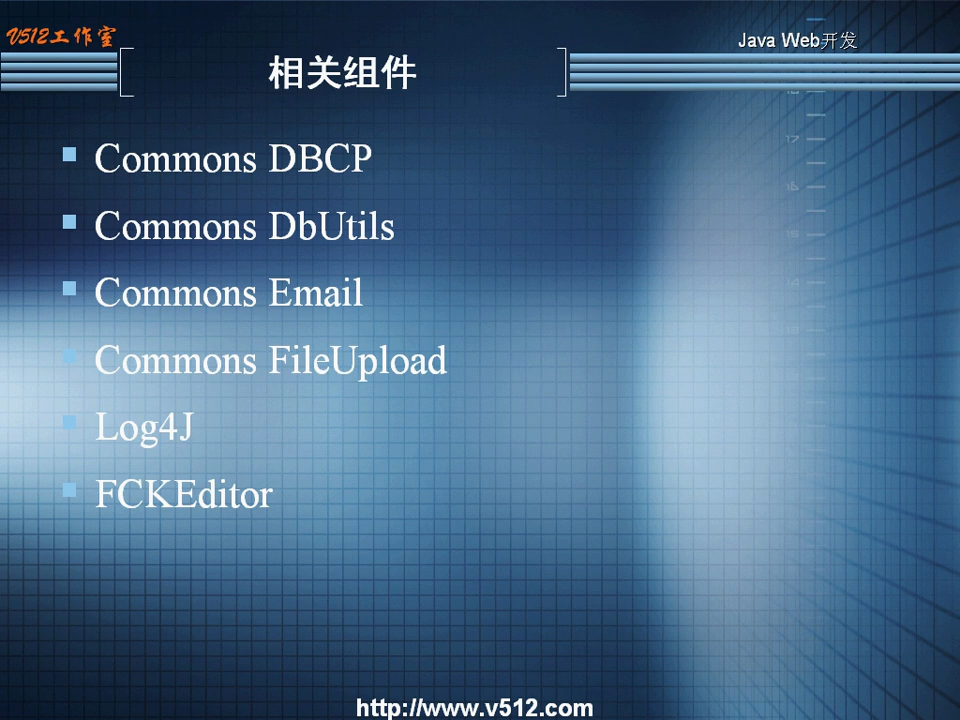 V512工作室
Java Web开发
相关组件
Commons DBCP
Commons DbUtils
Commons Email
Commons FileUpload
Log4J
FCKEditor
http://www.v512.com